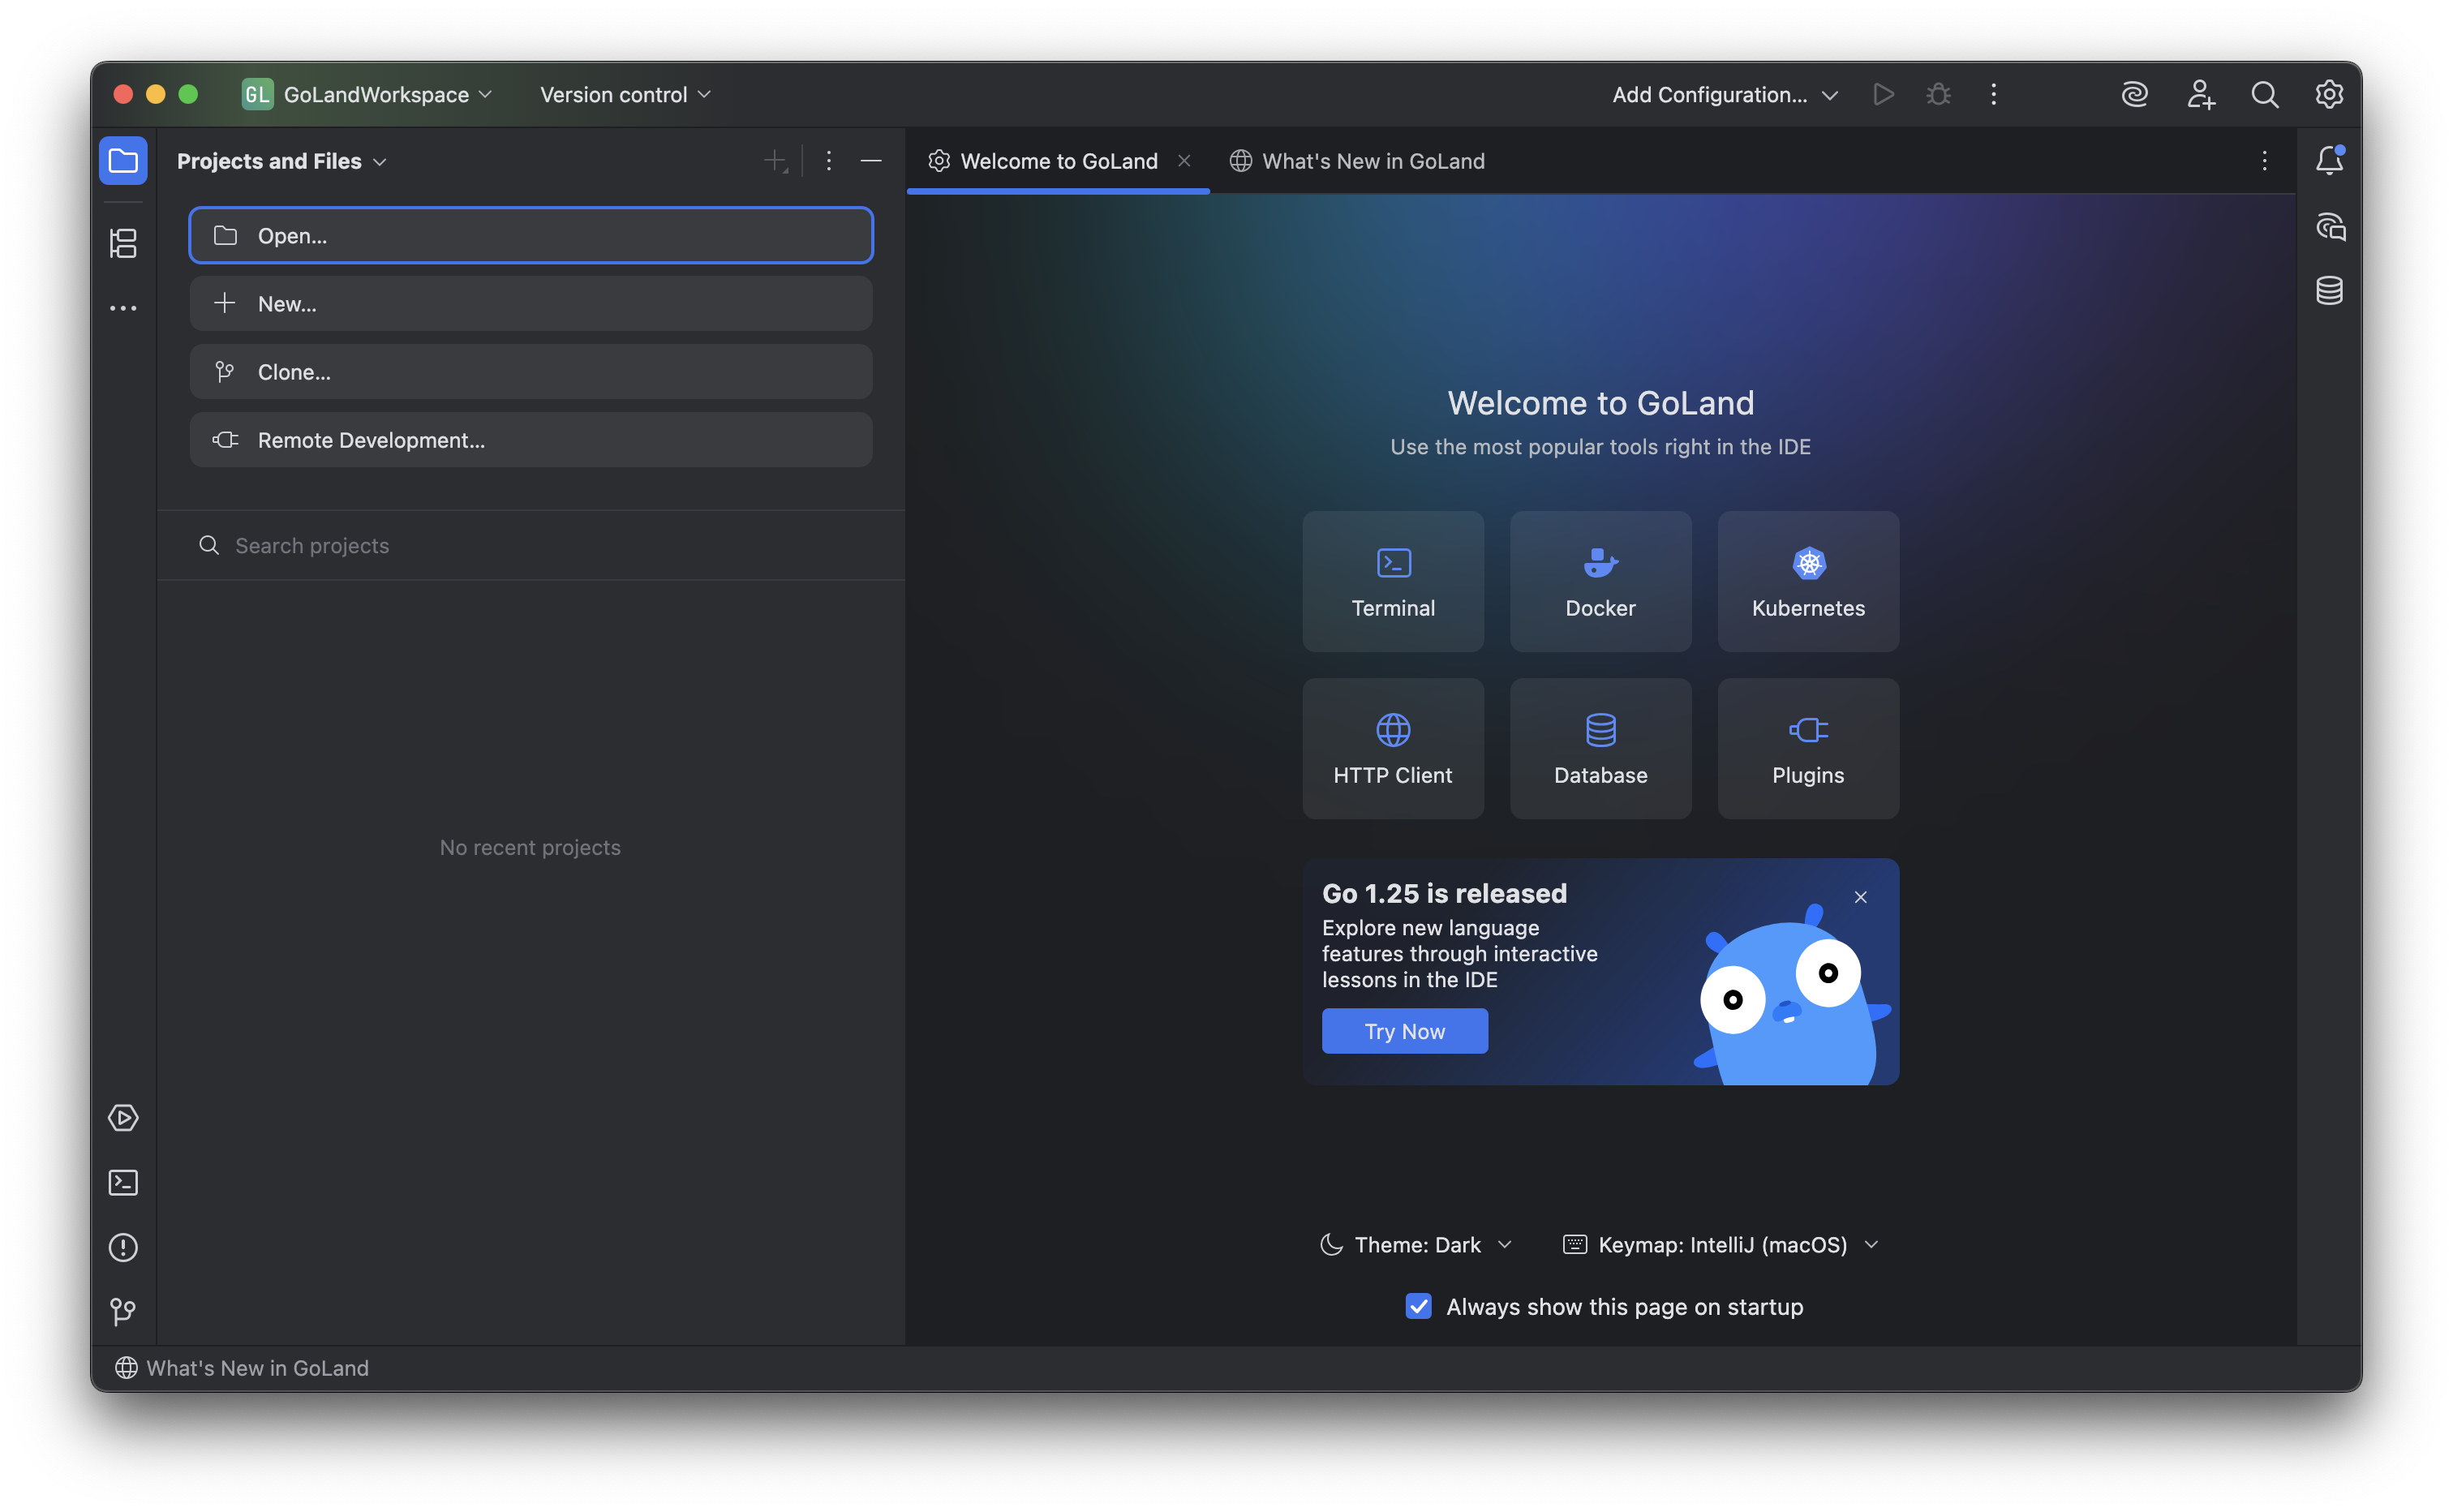 GL GoLandWorkspace Version control Add Configuration...
Projects and Files
Welcome to GoLand What's New in GoLand
Open...
New...
Clone...
Remote Development...
Search projects
No recent projects
Welcome to GoLand
Use the most popular tools right in the IDE
Terminal Docker Kubernetes
HTTP Client Database Plugins
Go 1.25 is released
Explore new language
features through interactive
lessons in the IDE
Try Now
Theme: Dark Keymap: IntelliJ (macOS)
Always show this page on startup
What's New in GoLand